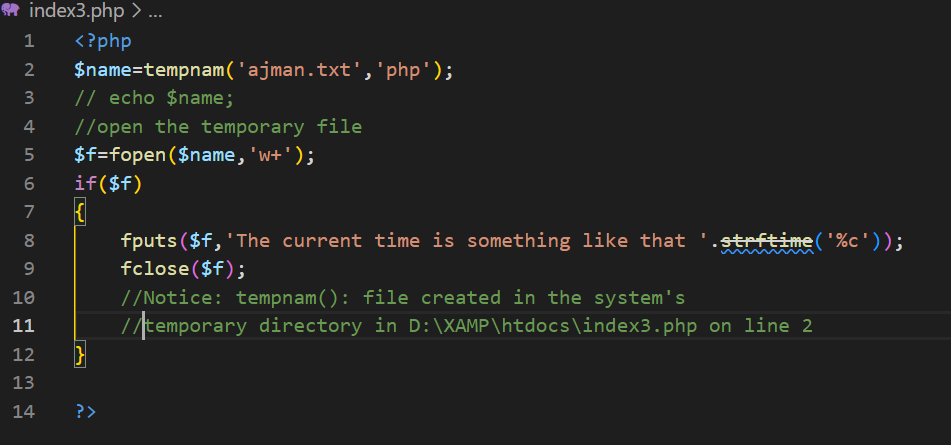 index3.php > ...
1 <?php
2 $name=tempnam('ajman.txt','php');
3 // echo $name;
4 //open the temporary file
5 $f=fopen($name,'w+');
6 if($f)
7 {
8 fputs($f,'The current time is something like that '.strftime('%c'));
9 fclose($f);
10 //Notice: tempnam(): file created in the system's
11 //temporary directory in D:\XAMP\htdocs\index3.php on line 2
12 }
13
14 ?>